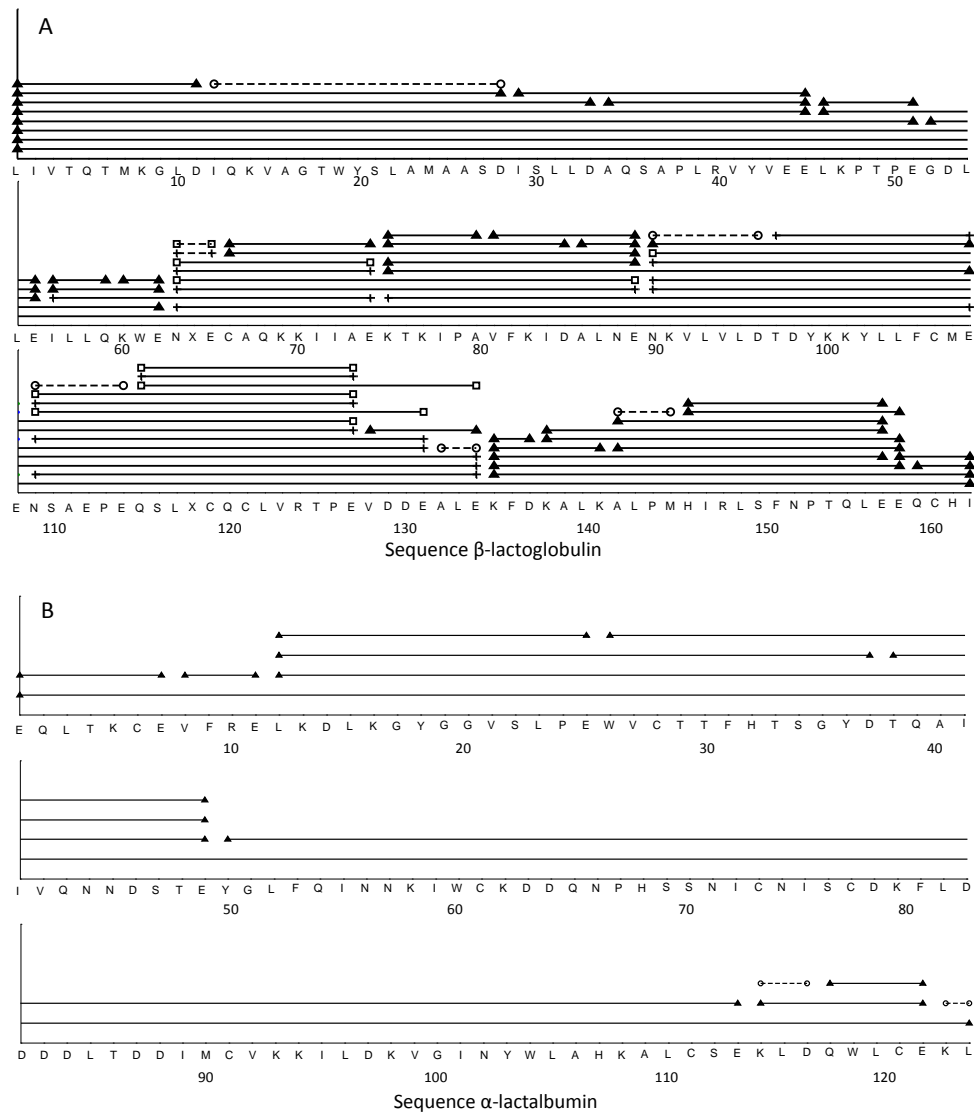 A
L I V T Q T M K G L D I Q K V A G T W Y S L A M A A S D I S L L D A Q S A P L R V Y V E E L K P T P E G D L
10 20 30 40 50
L E I L L Q K W E N X E C A Q K K I I A E K T K I P A V F K I D A L N E N K V L V L D T D Y K K Y L L F C M E
60 70 80 90 100
E N S A E P E Q S L X C Q C L V R T P E V D D E A L E K F D K A L K A L P M H I R L S F N P T Q L E E Q C H I
110 120 130 140 150 160
Sequence β-lactoglobulin
B
E Q L T K C E V F R E L K D L K G Y G G V S L P E W V C T T F H T S G Y D T Q A I
10 20 30 40
I V Q N N D S T E Y G L F Q I N N K I W C K D D Q N P H S S N I C N I S C D K F L D
50 60 70 80
D D D L T D D I M C V K K I L D K V G I N Y W L A H K A L C S E K L D Q W L C E K L
90 100 110 120
Sequence α-lactalbumin